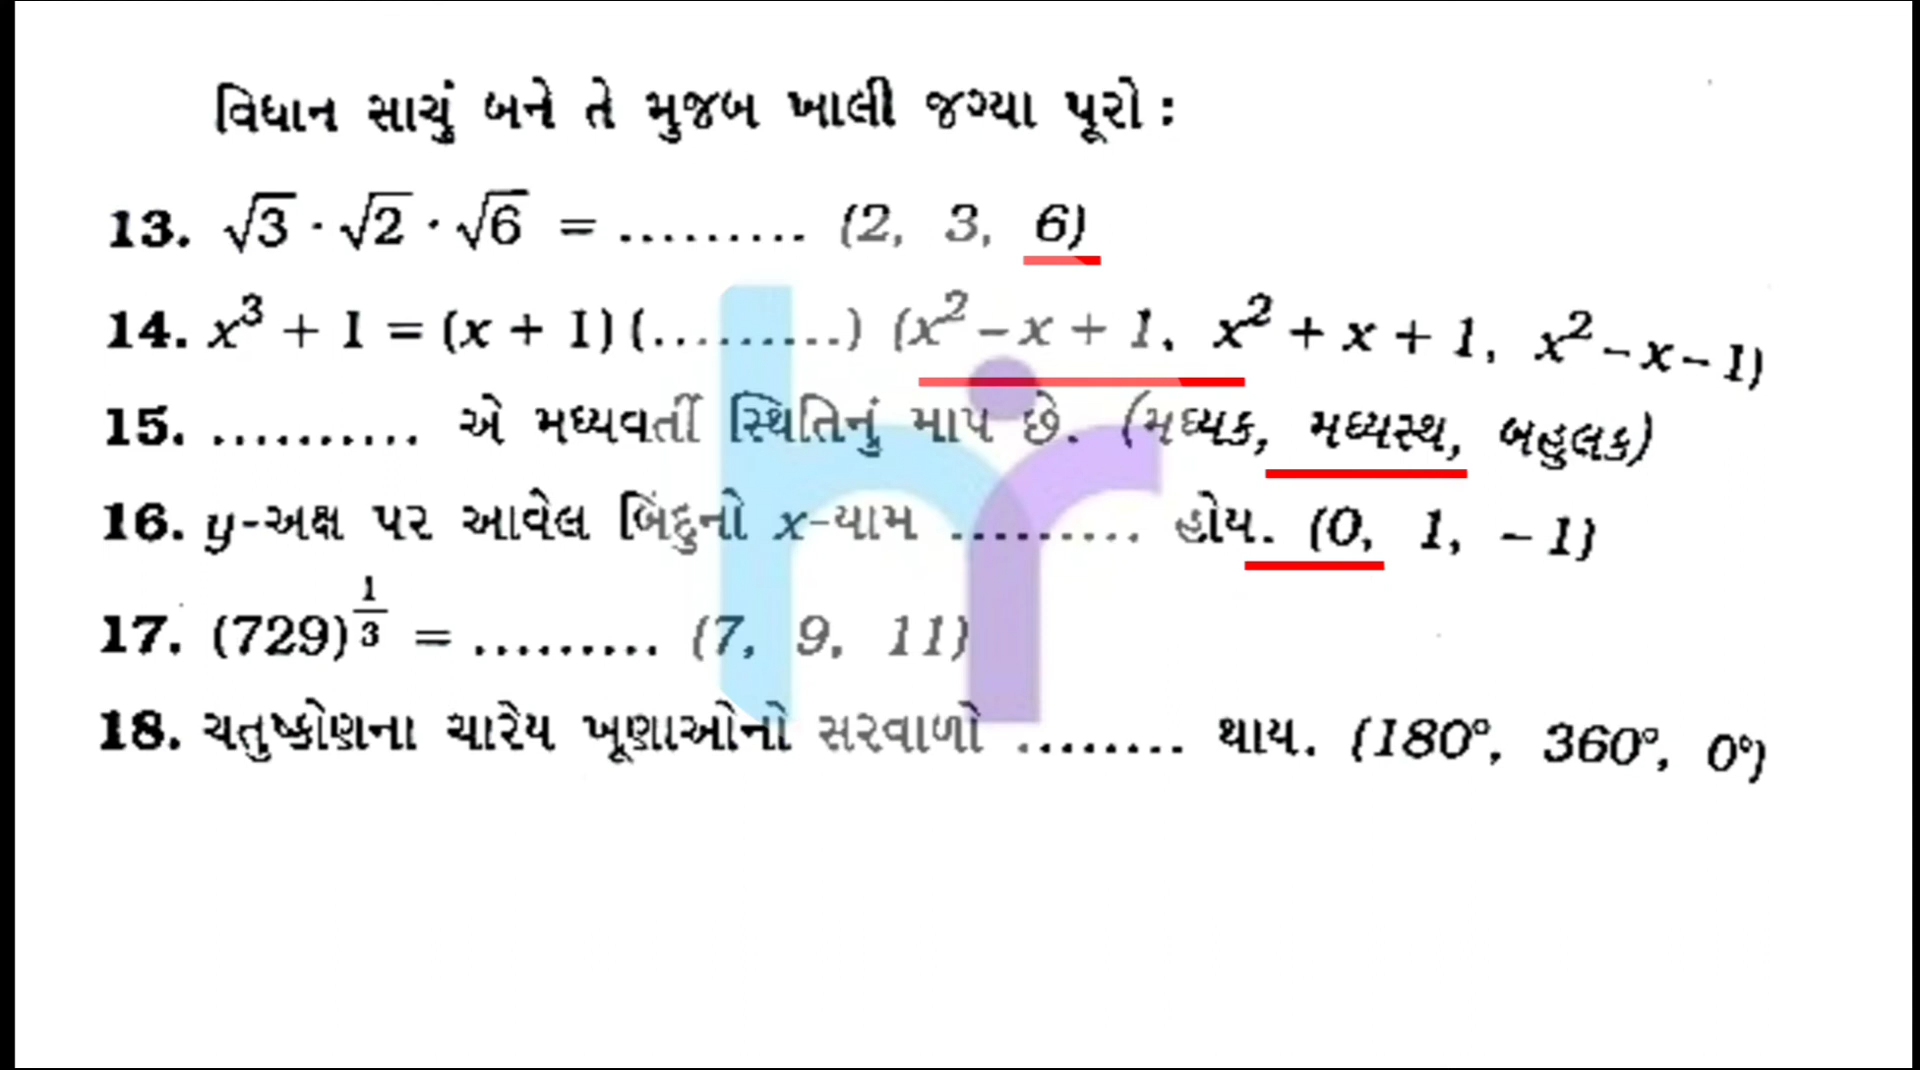 વિધાન સાચું બને તે મુજબ ખાલી જગ્યા પૂરો :
13. √3 · √2 · √6 = ......... (2, 3, 6)
14. x³ + 1 = (x + 1) (.........) (x² – x + 1, x² + x + 1, x² – x – 1)
15. .......... એ મધ્યવર્તી સ્થિતિનું માપ છે. (મધ્યક, મધ્યસ્થ, બહુલક)
16. y-અક્ષ પર આવેલ બિંદુનો x-યામ ......... હોય. (0, 1, – 1)
17. (729)^(1/3) = ......... (7, 9, 11)
18. ચતુષ્કોણના ચારેય ખૂણાઓનો સરવાળો ........ થાય. (180°, 360°, 0°)
hr